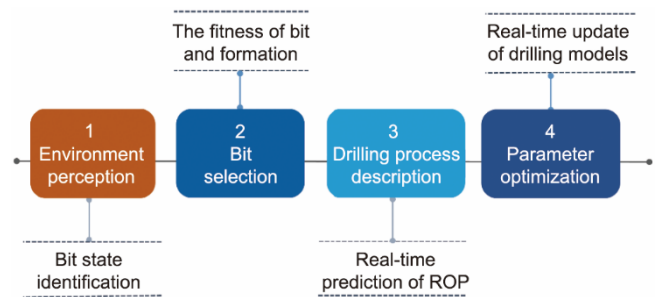 The fitness of bit
and formation
Real-time update
of drilling models
1
Environment
perception
2
Bit
selection
3
Drilling process
description
4
Parameter
optimization
Bit state
identification
Real-time
prediction of ROP